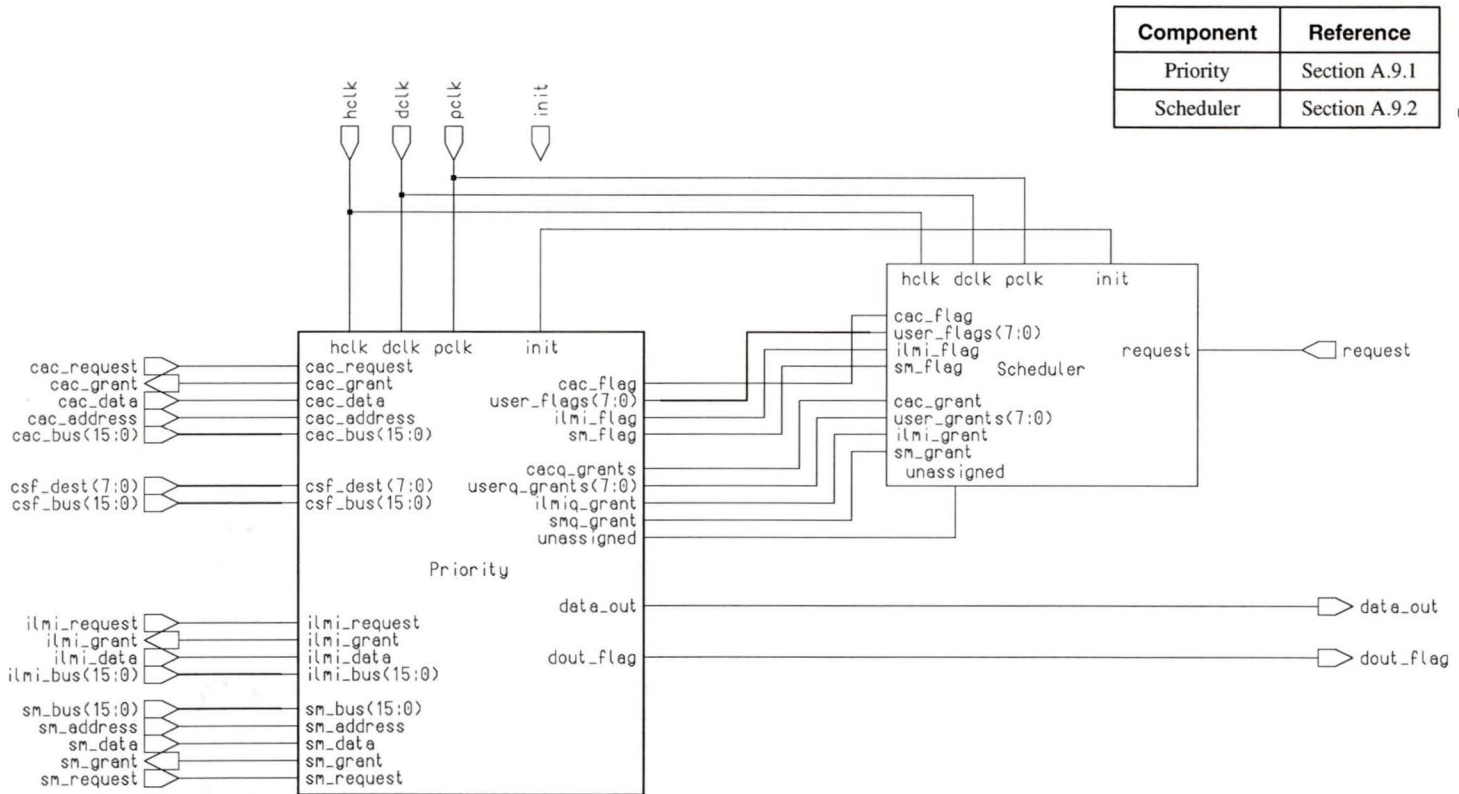 Component Reference
Priority Section A.9.1
Scheduler Section A.9.2
hclk dclk pclk init
hclk dclk pclk init
cac_flag
user_flags(7:0)
ilmi_flag
sm_flag
Scheduler
request
request
cac_grant
user_grants(7:0)
ilmi_grant
sm_grant
unassigned
hclk dclk pclk init
cac_request cac_request
cac_grant cac_grant
cac_data cac_data
cac_address cac_address
cac_bus(15:0) cac_bus(15:0)
csf_dest(7:0) csf_dest(7:0)
csf_bus(15:0) csf_bus(15:0)
cac_flag
user_flags(7:0)
ilmi_flag
sm_flag
cacq_grants
userq_grants(7:0)
ilmiq_grant
smq_grant
unassigned
Priority
data_out data_out
dout_flag dout_flag
ilmi_request ilmi_request
ilmi_grant ilmi_grant
ilmi_data ilmi_data
ilmi_bus(15:0) ilmi_bus(15:0)
sm_bus(15:0) sm_bus(15:0)
sm_address sm_address
sm_data sm_data
sm_grant sm_grant
sm_request sm_request